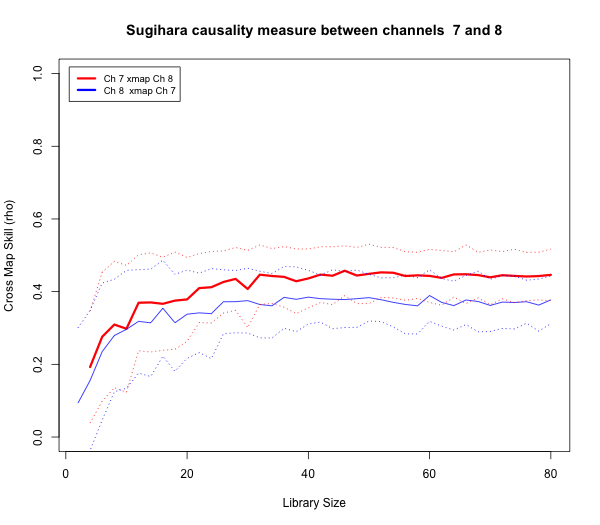 Sugihara causality measure between channels  7 and 8
Ch 7 xmap Ch 8
Ch 8  xmap Ch 7
Cross Map Skill (rho)
1.0
0.8
0.6
0.4
0.2
0.0
0 20 40 60 80
Library Size